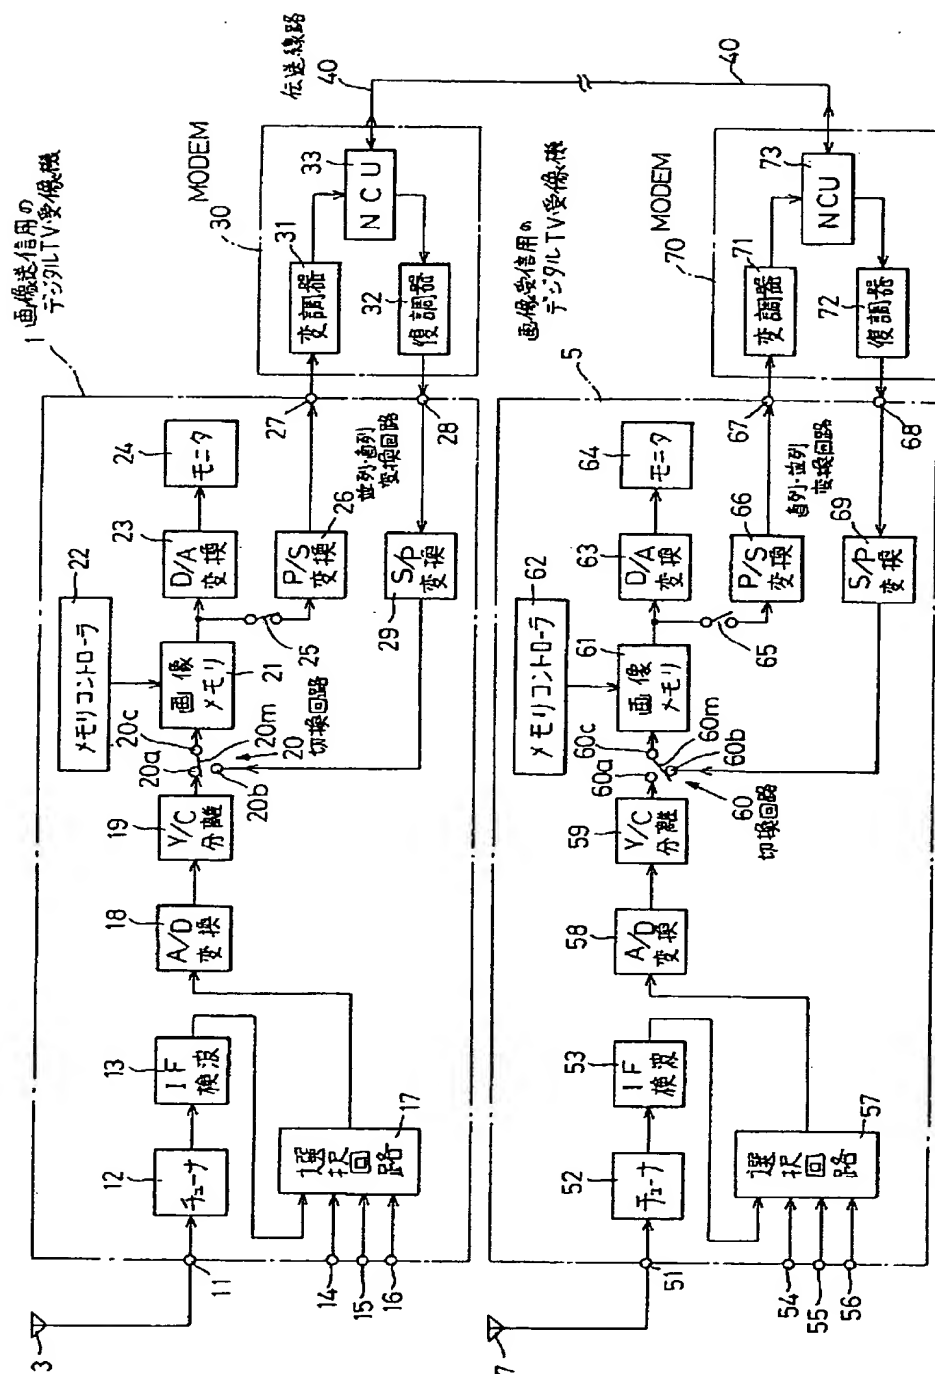 1 画像送信用の
デジタルTV受像機
MODEM
30
伝送線路
40
3
11
12
チューナ
13
IF
検波
14
15
16
17
選択
回路
18
A/D
変換
19
Y/C
分離
20a
20c
20m
20b
20
切換回路
21
画像
メモリ
22
メモリコントローラ
23
D/A
変換
24
モニタ
25
26
P/S
変換
並列・直列
変換回路
27
28
29
S/P
変換
31
変調器
32
復調器
33
NCU
40
画像受信用の
デジタルTV受像機
5
MODEM
70
7
51
52
チューナ
53
IF
検波
54
55
56
57
選択
回路
58
A/D
変換
59
Y/C
分離
60a
60c
60m
60b
60
切換回路
61
画像
メモリ
62
メモリコントローラ
63
D/A
変換
64
モニタ
65
66
P/S
変換
直列・並列
変換回路
67
68
69
S/P
変換
71
変調器
72
復調器
73
NCU